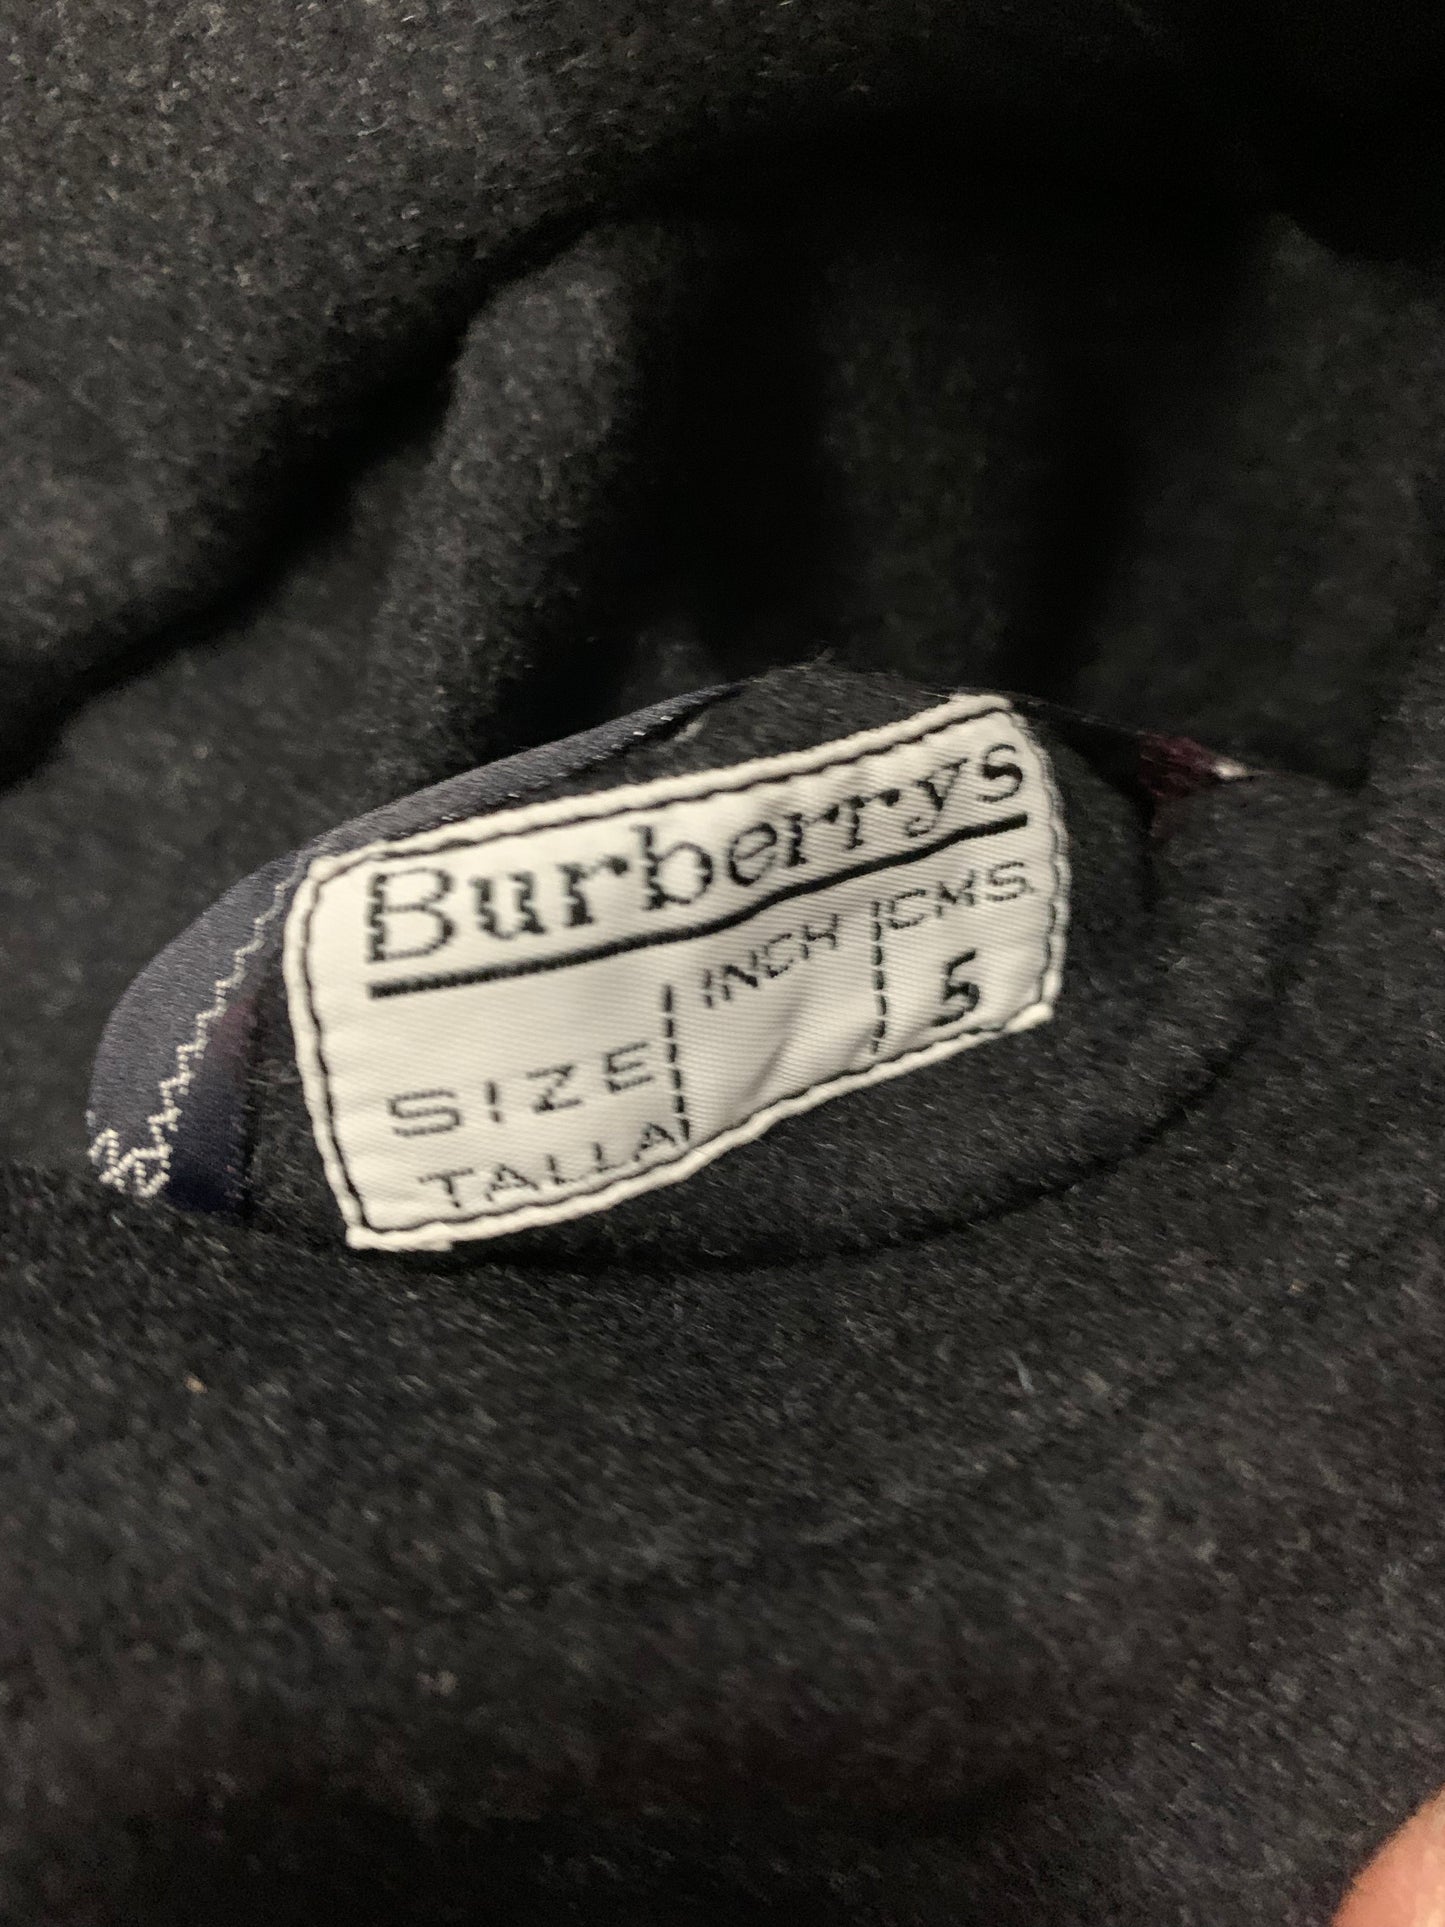 Burberrys
SIZE INCH CMS.
TALLA 5